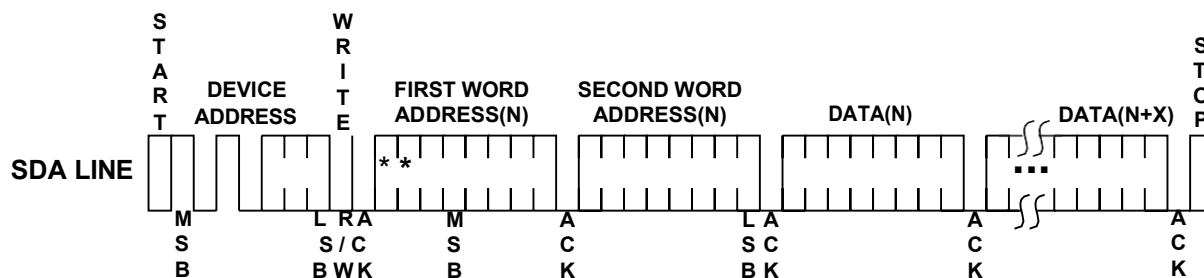 START
WRITE
STOP
DEVICE
ADDRESS
FIRST WORD
ADDRESS(N)
SECOND WORD
ADDRESS(N)
DATA(N)
DATA(N+X)
SDA LINE
* *
...
MSB
LSB
R/W
ACK
MSB
ACK
LSB
ACK
ACK
ACK